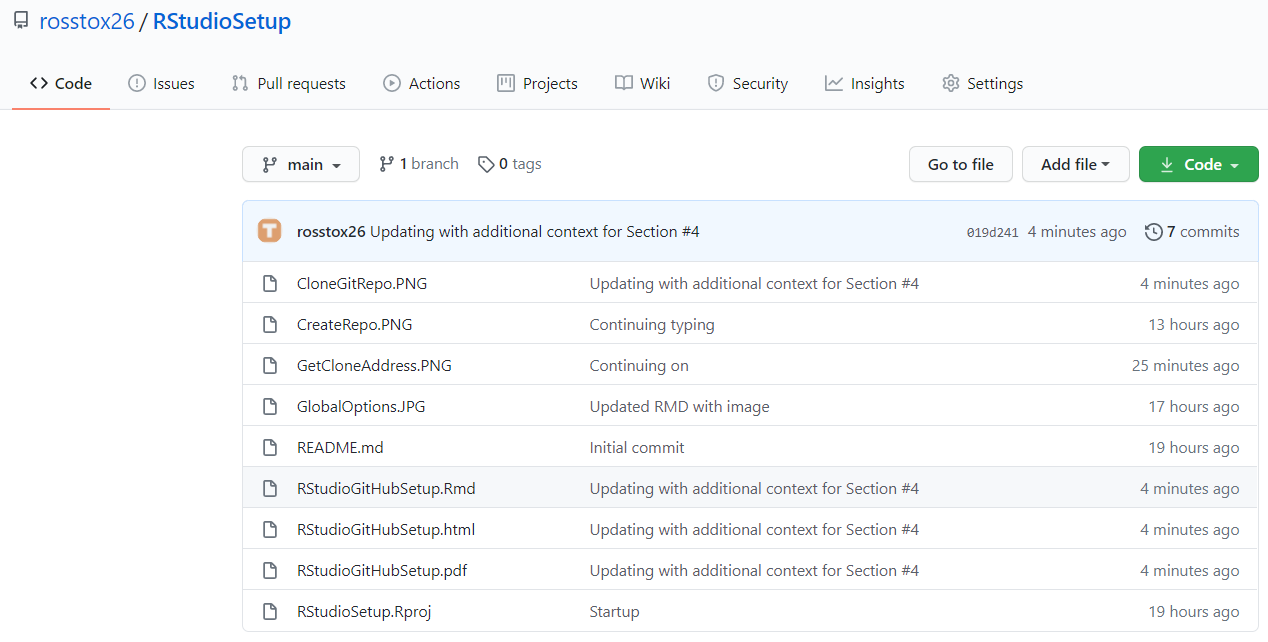 rosstox26 / RStudioSetup
Code Issues Pull requests Actions Projects Wiki Security Insights Settings
main 1 branch 0 tags Go to file Add file Code
T rosstox26 Updating with additional context for Section #4 019d241 4 minutes ago 7 commits
CloneGitRepo.PNG Updating with additional context for Section #4 4 minutes ago
CreateRepo.PNG Continuing typing 13 hours ago
GetCloneAddress.PNG Continuing on 25 minutes ago
GlobalOptions.JPG Updated RMD with image 17 hours ago
README.md Initial commit 19 hours ago
RStudioGitHubSetup.Rmd Updating with additional context for Section #4 4 minutes ago
RStudioGitHubSetup.html Updating with additional context for Section #4 4 minutes ago
RStudioGitHubSetup.pdf Updating with additional context for Section #4 4 minutes ago
RStudioSetup.Rproj Startup 19 hours ago